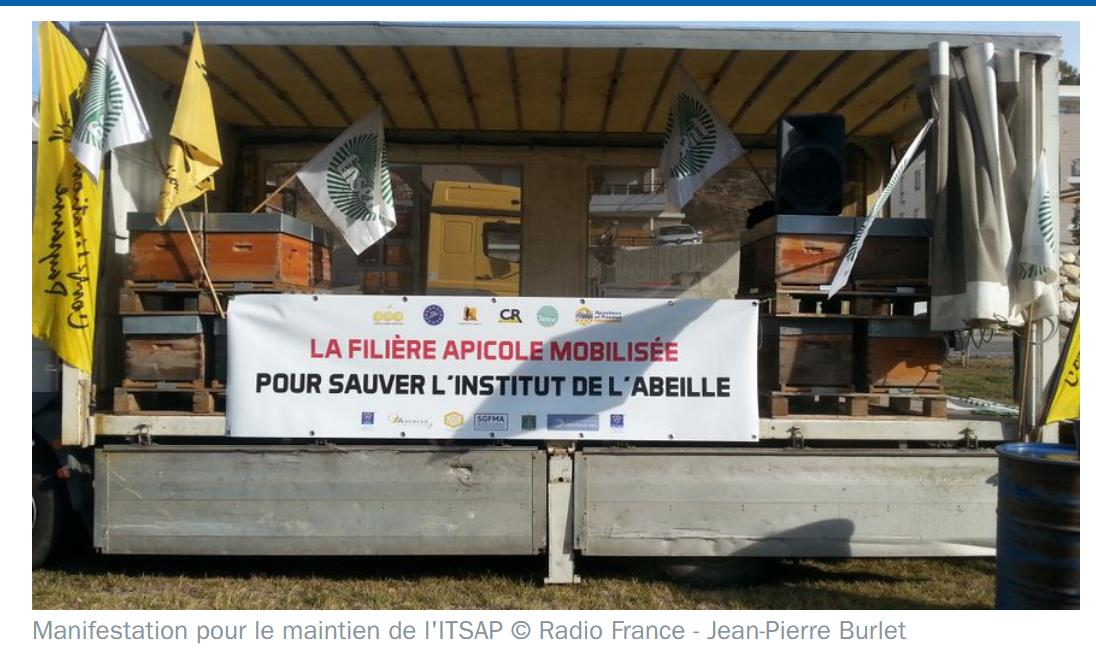 CR
LA FILIÈRE APICOLE MOBILISÉE
POUR SAUVER L'INSTITUT DE L'ABEILLE
SGFMA
Manifestation pour le maintien de l'ITSAP © Radio France - Jean-Pierre Burlet